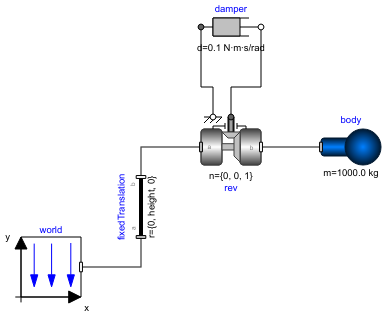 damper
d=0.1 N·m·s/rad
body
a
b
n={0, 0, 1}
rev
m=1000.0 kg
fixedTranslation
b
a
r={0, height, 0}
world
y
x